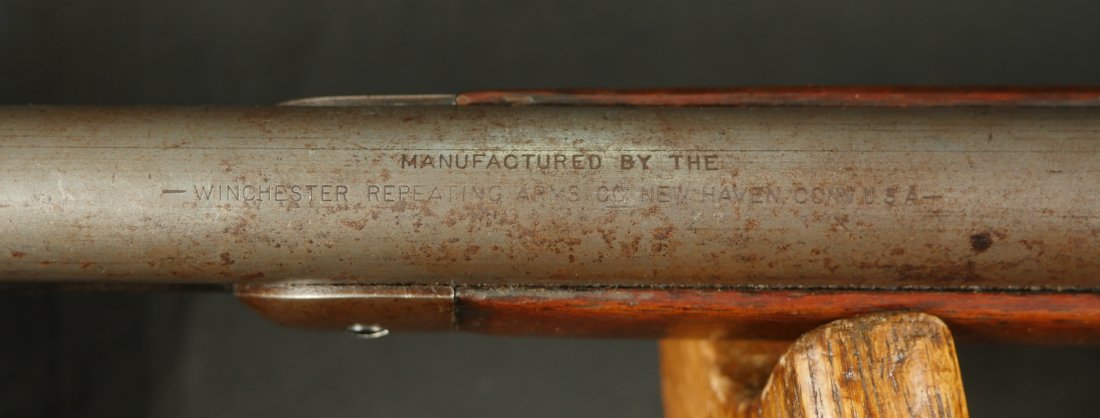 MANUFACTURED BY THE
— WINCHESTER REPEATING ARMS CO. NEW HAVEN. CONN. U.S.A —